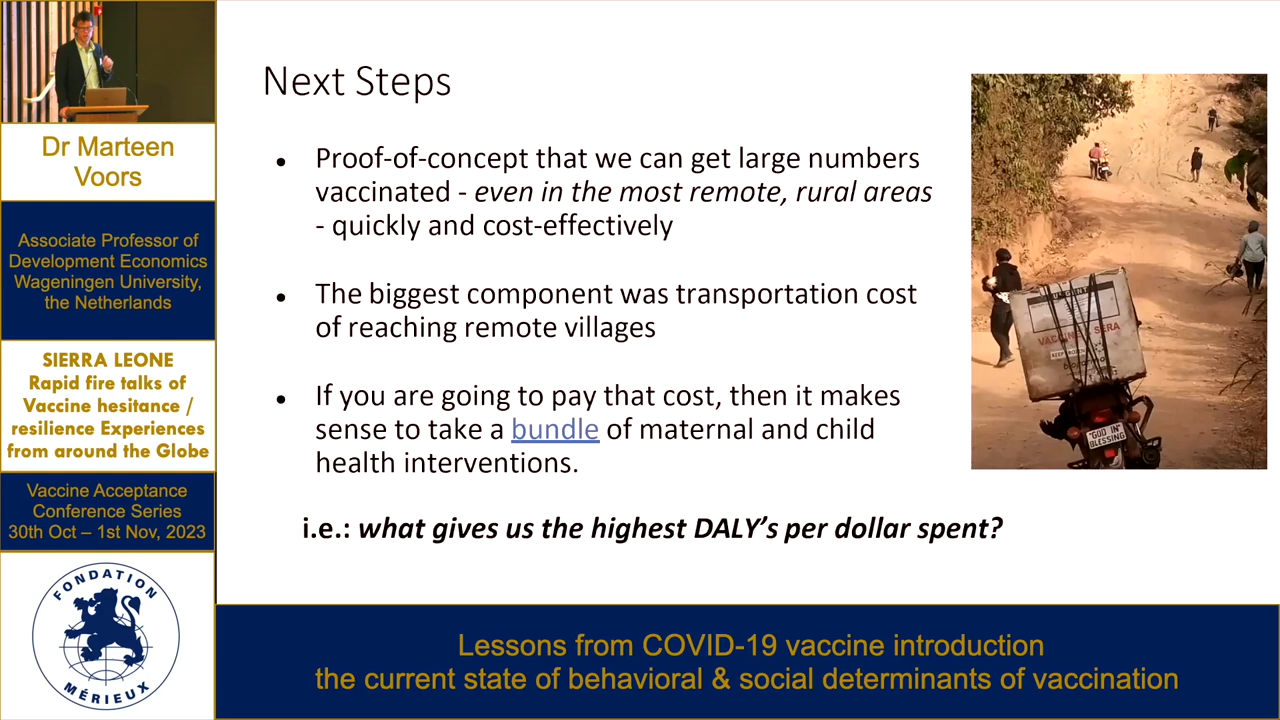 Dr Marteen
Voors
Associate Professor of
Development Economics
Wageningen University,
the Netherlands
SIERRA LEONE
Rapid fire talks of
Vaccine hesitance /
resilience Experiences
from around the Globe
Vaccine Acceptance
Conference Series
30th Oct – 1st Nov, 2023
FONDATION
MÉRIEUX
Next Steps
• Proof-of-concept that we can get large numbers
vaccinated - even in the most remote, rural areas
- quickly and cost-effectively
• The biggest component was transportation cost
of reaching remote villages
• If you are going to pay that cost, then it makes
sense to take a bundle of maternal and child
health interventions.
i.e.: what gives us the highest DALY's per dollar spent?
SERA
"GOD IN"
BLESSING
Lessons from COVID-19 vaccine introduction
the current state of behavioral & social determinants of vaccination